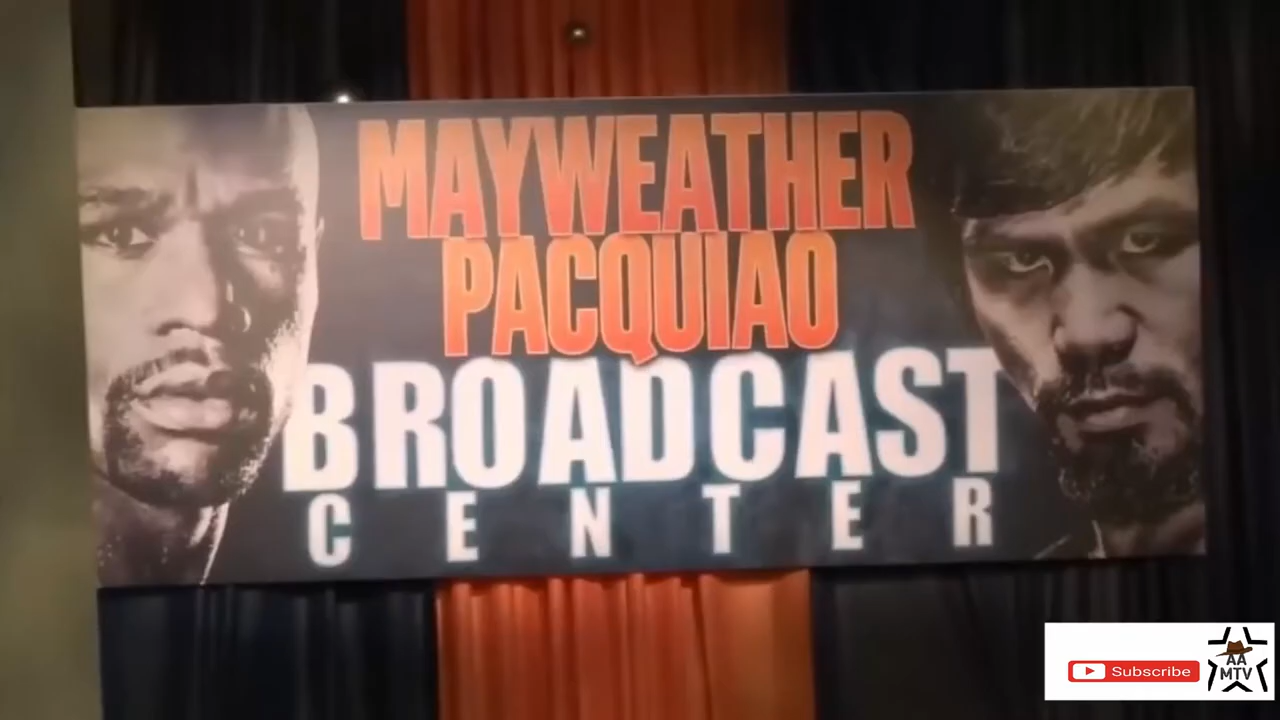 MAYWEATHER
PACQUIAO
BROADCAST
CENTER
Subscribe
AA
MTV